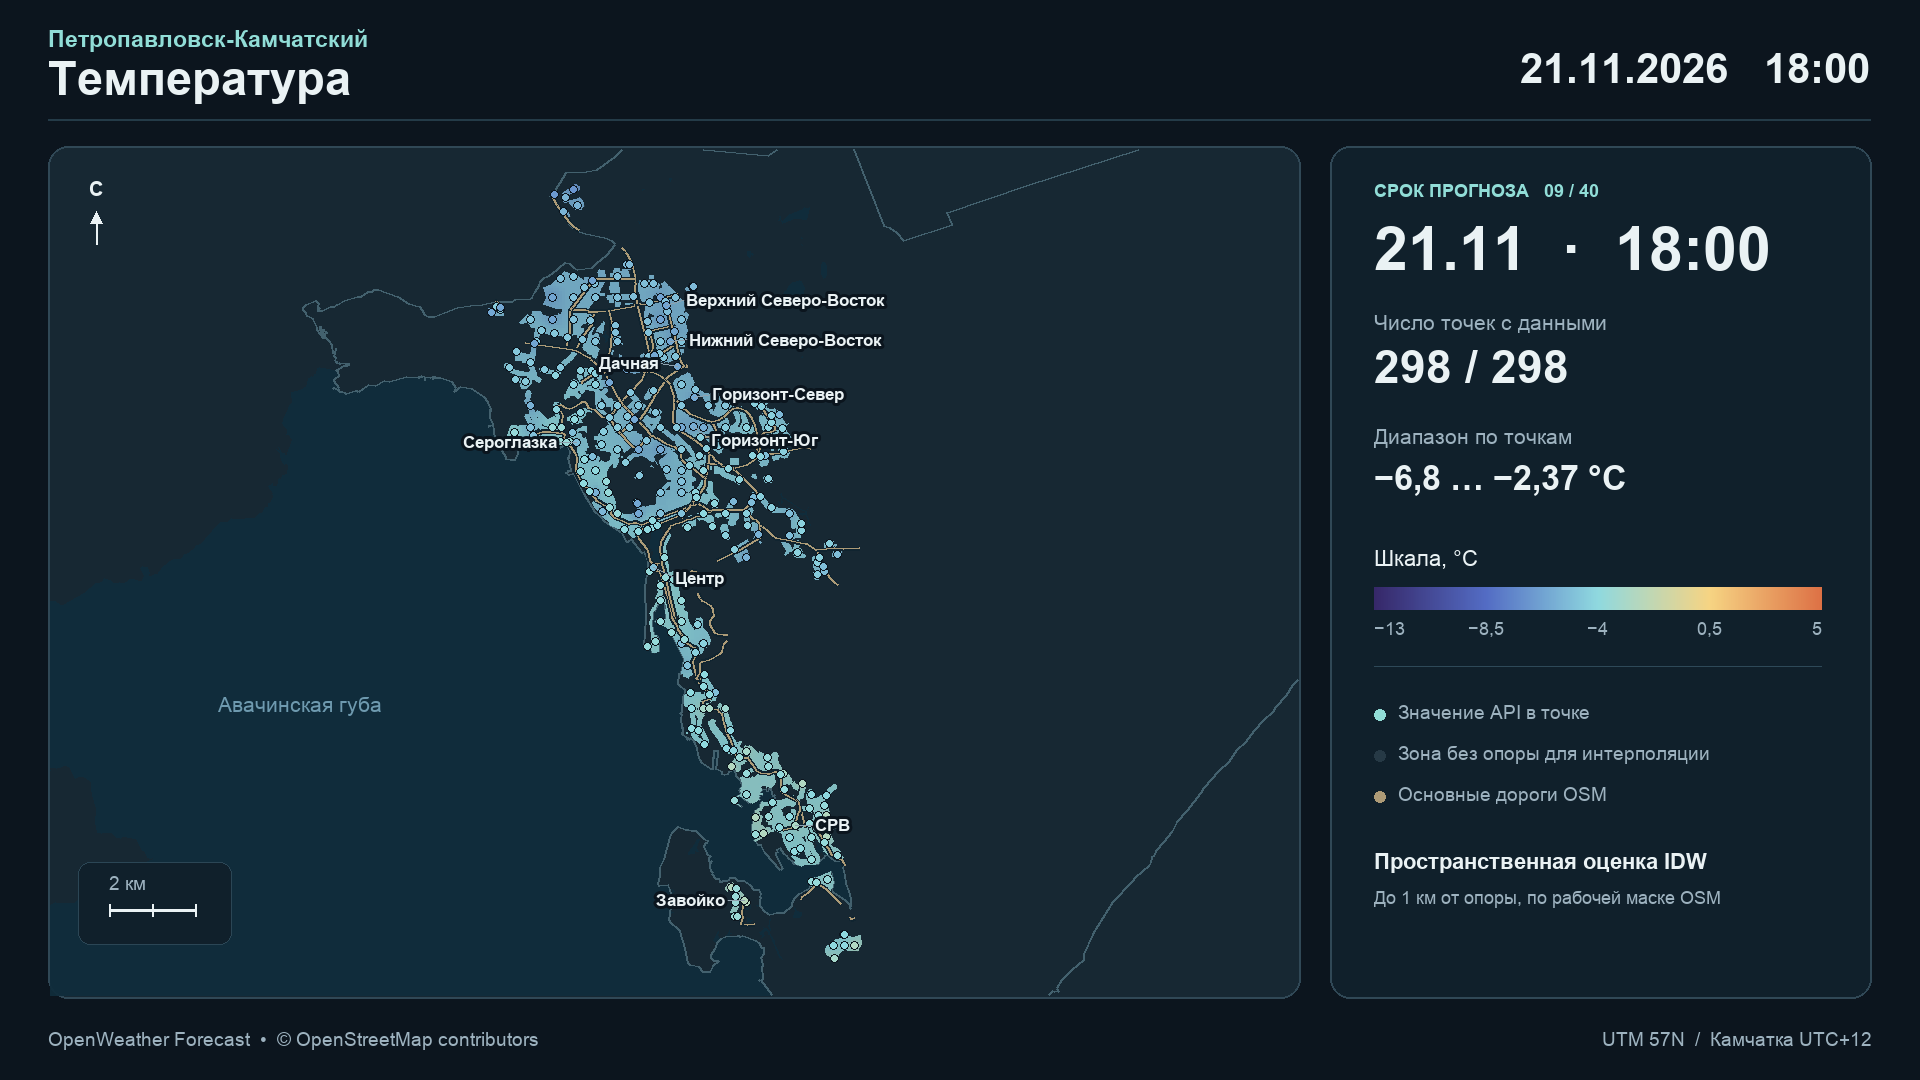 Петропавловск-Камчатский
Температура
21.11.2026 18:00
С
Верхний Северо-Восток
Нижний Северо-Восток
Дачная
Горизонт-Север
Сероглазка
Горизонт-Юг
Центр
Авачинская губа
СРВ
Завойко
2 км
СРОК ПРОГНОЗА 09 / 40
21.11 · 18:00
Число точек с данными
298 / 298
Диапазон по точкам
−6,8 … −2,37 °C
Шкала, °C
−13 −8,5 −4 0,5 5
Значение API в точке
Зона без опоры для интерполяции
Основные дороги OSM
Пространственная оценка IDW
До 1 км от опоры, по рабочей маске OSM
OpenWeather Forecast • © OpenStreetMap contributors
UTM 57N / Камчатка UTC+12